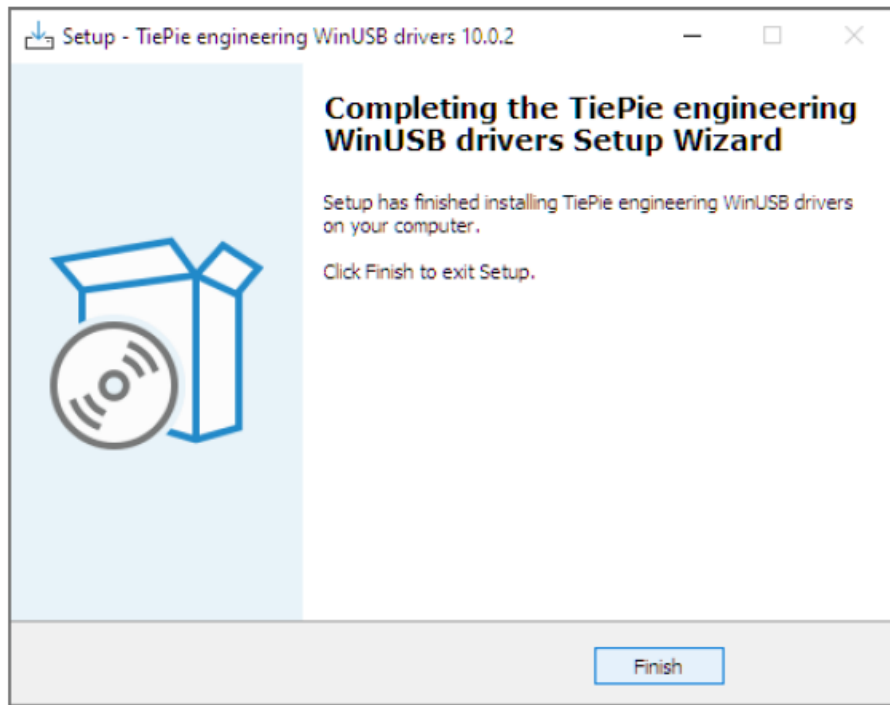 Setup - TiePie engineering WinUSB drivers 10.0.2
Completing the TiePie engineering
WinUSB drivers Setup Wizard
Setup has finished installing TiePie engineering WinUSB drivers
on your computer.
Click Finish to exit Setup.
Finish